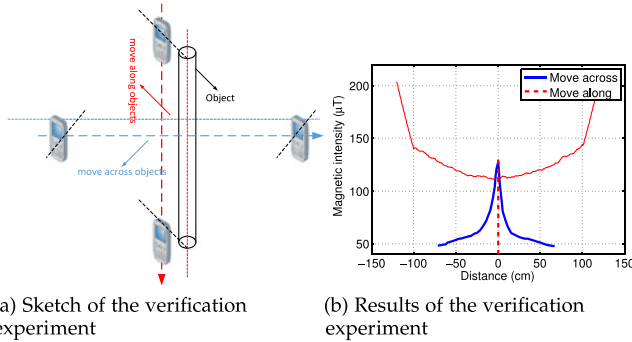 move along objects
Object
move across objects
a) Sketch of the verification
experiment
Magnetic intensity (μT)
200
150
100
50
Move across
Move along
−150 −100 −50 0 50 100 150
Distance (cm)
(b) Results of the verification
experiment